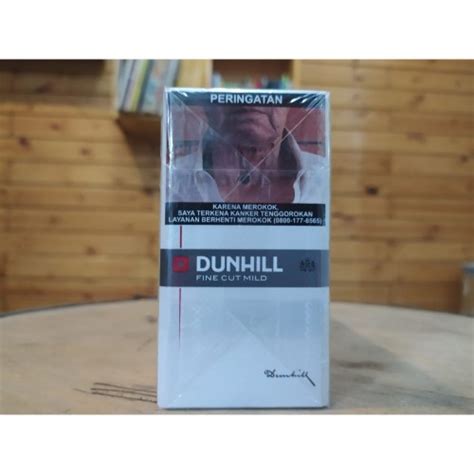 PERINGATAN
KARENA MEROKOK,
SAYA TERKENA KANKER TENGGOROKAN
LAYANAN BERHENTI MEROKOK (0800-177-6565)
DUNHILL
FINE CUT MILD
Dunhill